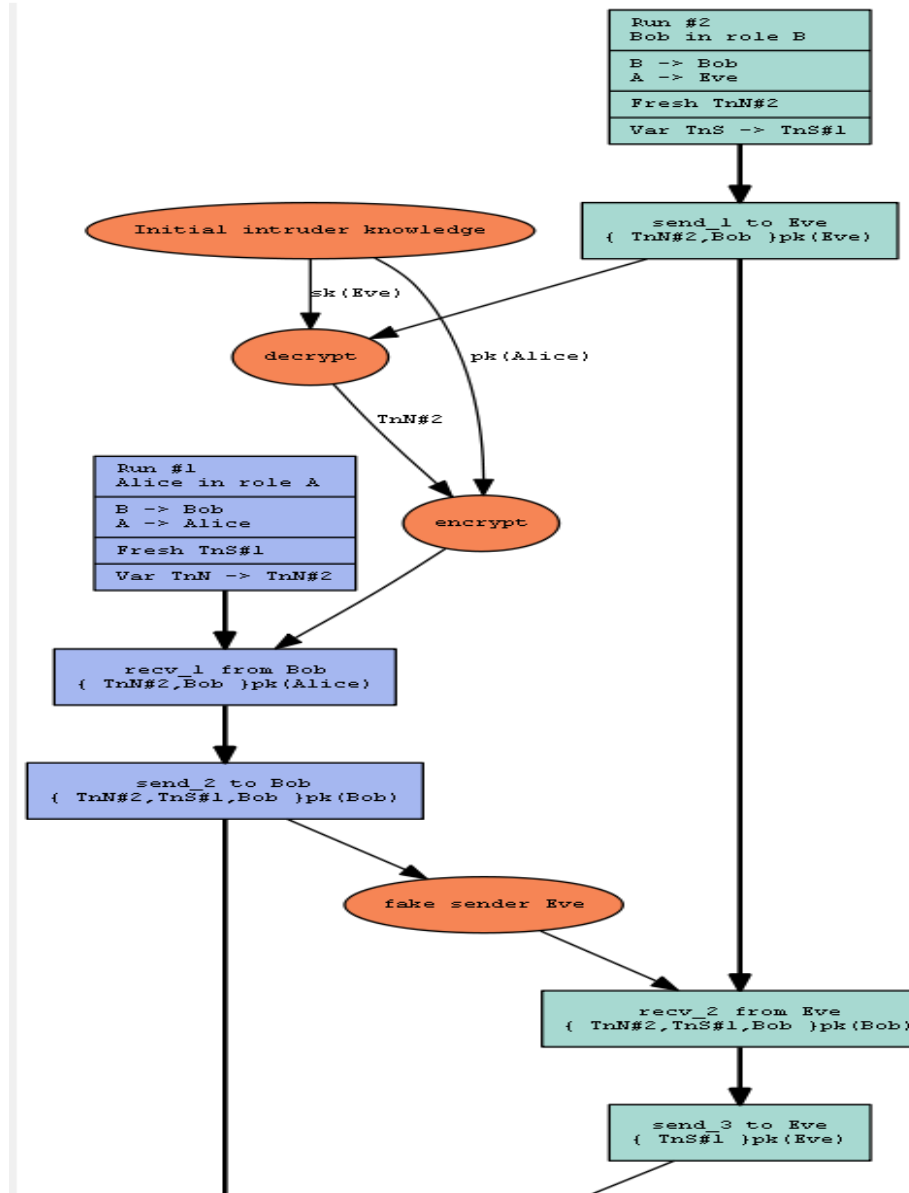 Run #2
Bob in role B
B -> Bob
A -> Eve
Fresh TnN#2
Var TnS -> TnS#1
send_1 to Eve
{ TnN#2,Bob }pk(Eve)
Initial intruder knowledge
sk(Eve)
decrypt
pk(Alice)
TnN#2
Run #1
Alice in role A
B -> Bob
A -> Alice
Fresh TnS#1
Var TnN -> TnN#2
encrypt
recv_1 from Bob
{ TnN#2,Bob }pk(Alice)
send_2 to Bob
{ TnN#2,TnS#1,Bob }pk(Bob)
fake sender Eve
recv_2 from Eve
{ TnN#2,TnS#1,Bob }pk(Bob)
send_3 to Eve
{ TnS#1 }pk(Eve)